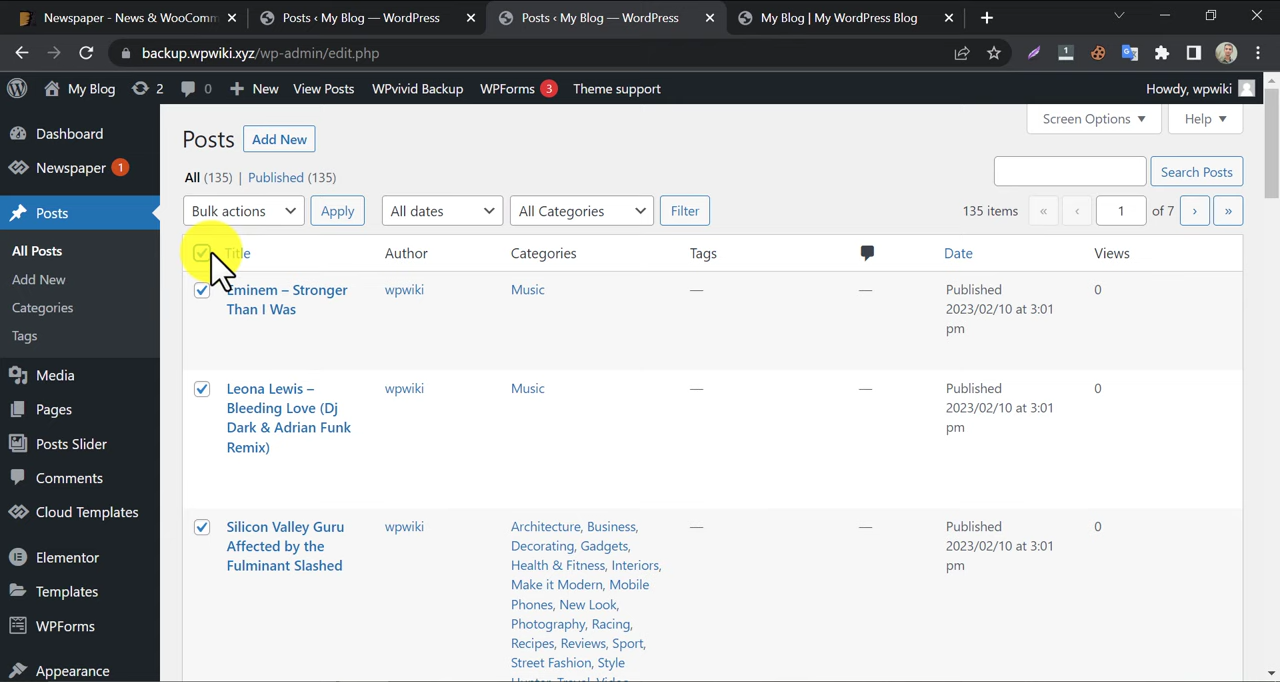 Newspaper - News & WooComm
Posts ‹ My Blog — WordPress
Posts ‹ My Blog — WordPress
My Blog | My WordPress Blog
backup.wpwiki.xyz/wp-admin/edit.php
1
My Blog
2
0
New
View Posts
WPvivid Backup
WPForms 3
Theme support
Howdy, wpwiki
Dashboard
Newspaper 1
Posts
All Posts
Add New
Categories
Tags
Media
Pages
Posts Slider
Comments
Cloud Templates
Elementor
Templates
WPForms
Appearance
Screen Options
Help
Posts
Add New
All (135) | Published (135)
Search Posts
Bulk actions
Apply
All dates
All Categories
Filter
135 items
«
‹
1
of 7
›
»
Title
Author
Categories
Tags
Date
Views
Eminem – Stronger
Than I Was
wpwiki
Music
—
—
Published
2023/02/10 at 3:01
pm
0
Leona Lewis –
Bleeding Love (Dj
Dark & Adrian Funk
Remix)
wpwiki
Music
—
—
Published
2023/02/10 at 3:01
pm
0
Silicon Valley Guru
Affected by the
Fulminant Slashed
wpwiki
Architecture, Business,
Decorating, Gadgets,
Health & Fitness, Interiors,
Make it Modern, Mobile
Phones, New Look,
Photography, Racing,
Recipes, Reviews, Sport,
Street Fashion, Style
—
—
Published
2023/02/10 at 3:01
pm
0